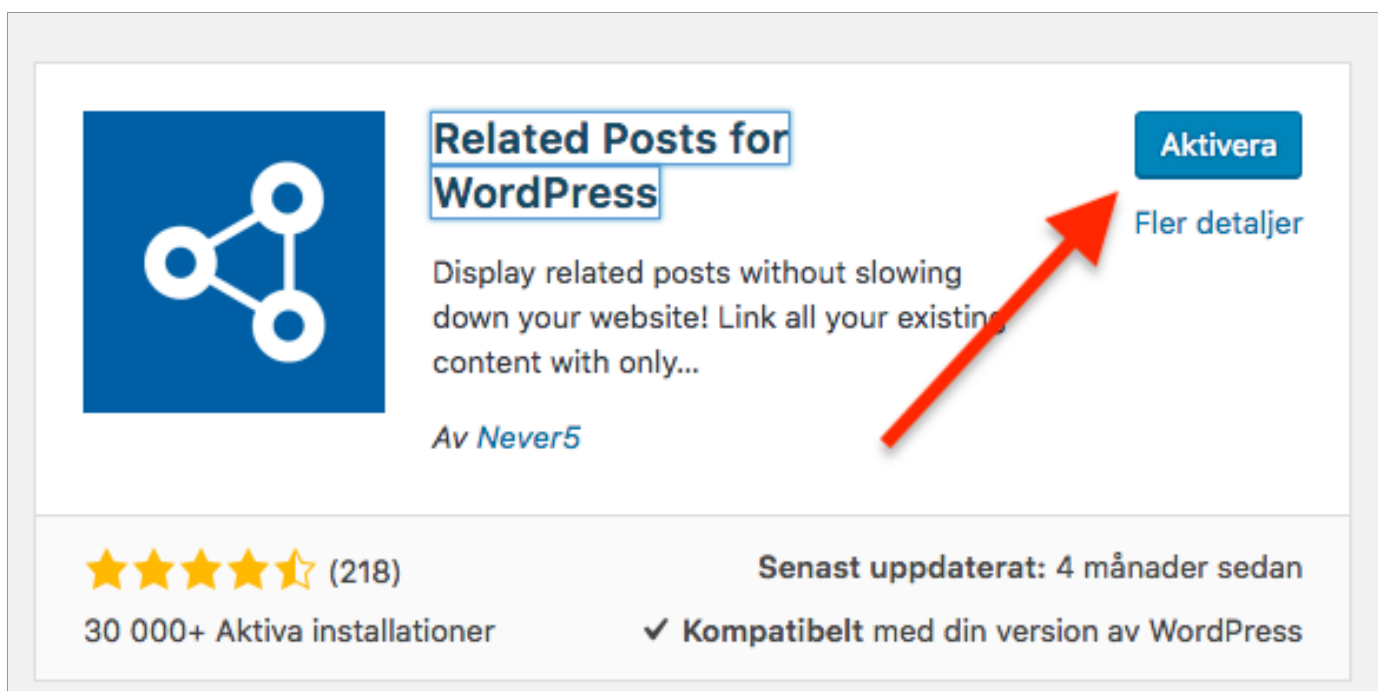 Related Posts for
WordPress
Aktivera
Fler detaljer
Display related posts without slowing
down your website! Link all your existing
content with only...
Av Never5
(218)
Senast uppdaterat: 4 månader sedan
30 000+ Aktiva installationer
✓ Kompatibelt med din version av WordPress